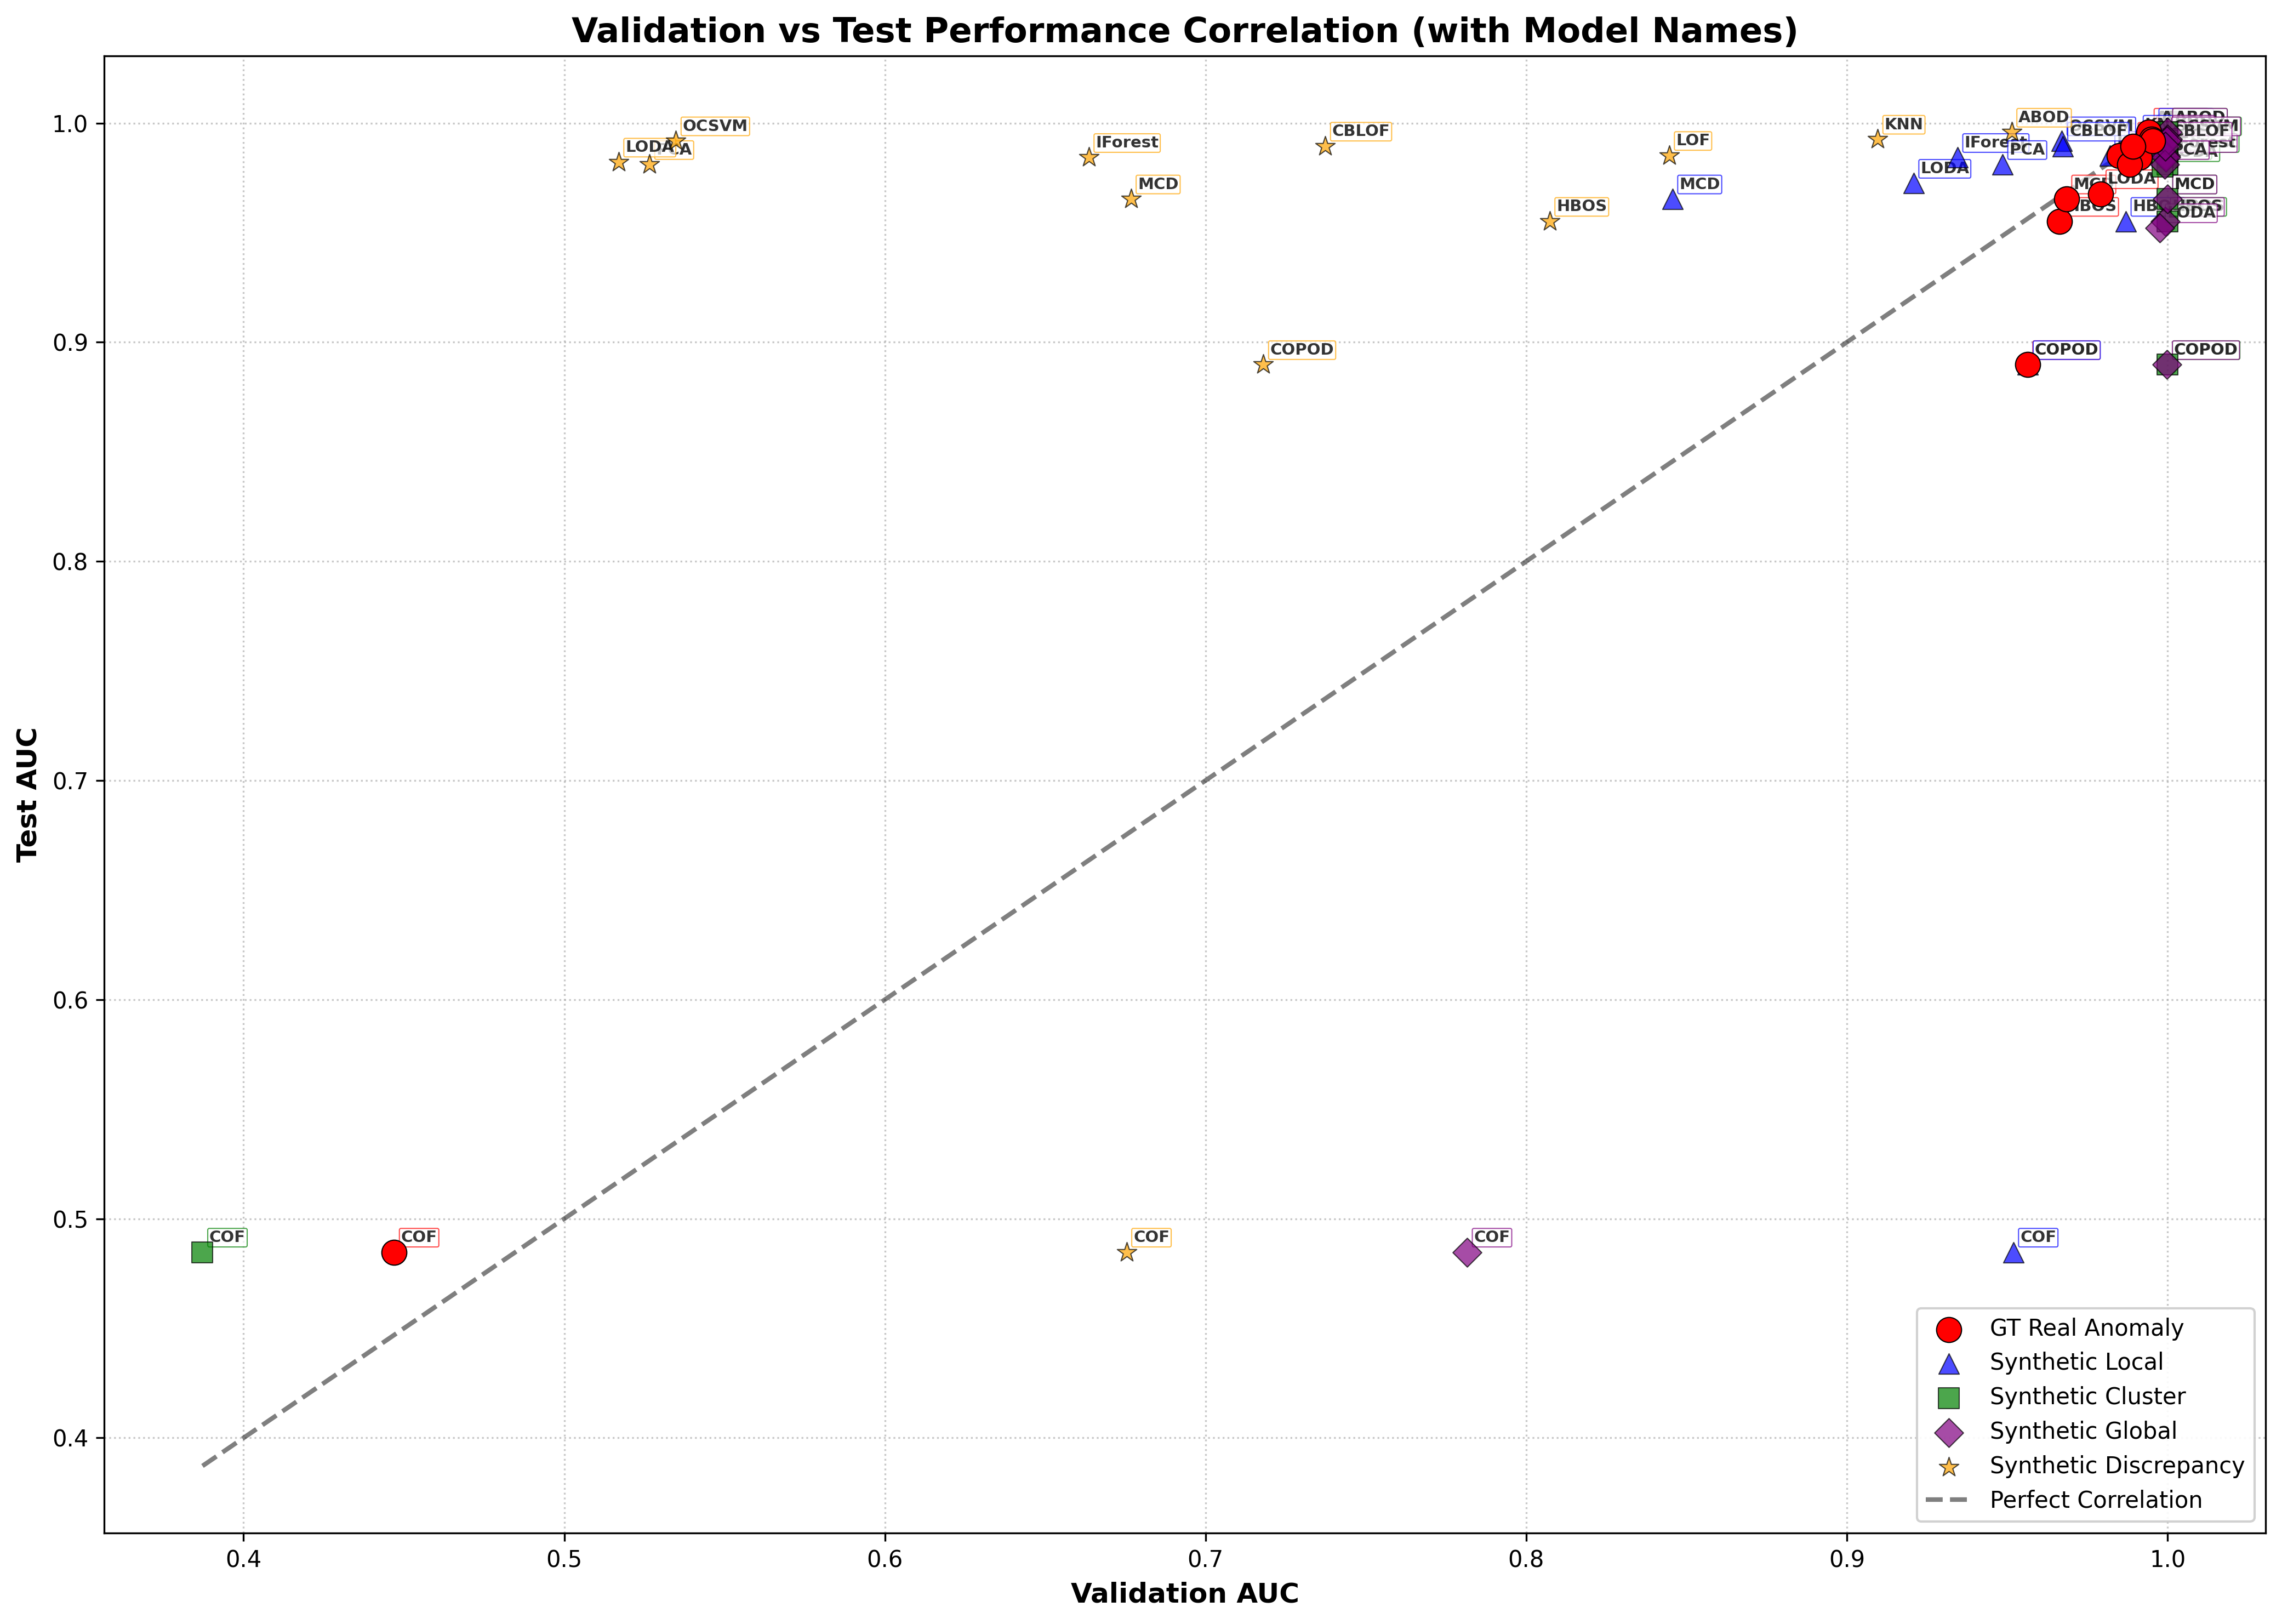 Validation vs Test Performance Correlation (with Model Names)
Test AUC
1.0
0.9
0.8
0.7
0.6
0.5
0.4
OCSVM
LODA
IForest
MCD
CBLOF
LOF
MCD
HBOS
KNN
ABOD
CBLOF
PCA
LODA
LODA
CBLOF
MCD
COPOD
COPOD
COPOD
COF
COF
COF
COF
COF
GT Real Anomaly
Synthetic Local
Synthetic Cluster
Synthetic Global
Synthetic Discrepancy
Perfect Correlation
0.4
0.5
0.6
0.7
0.8
0.9
1.0
Validation AUC